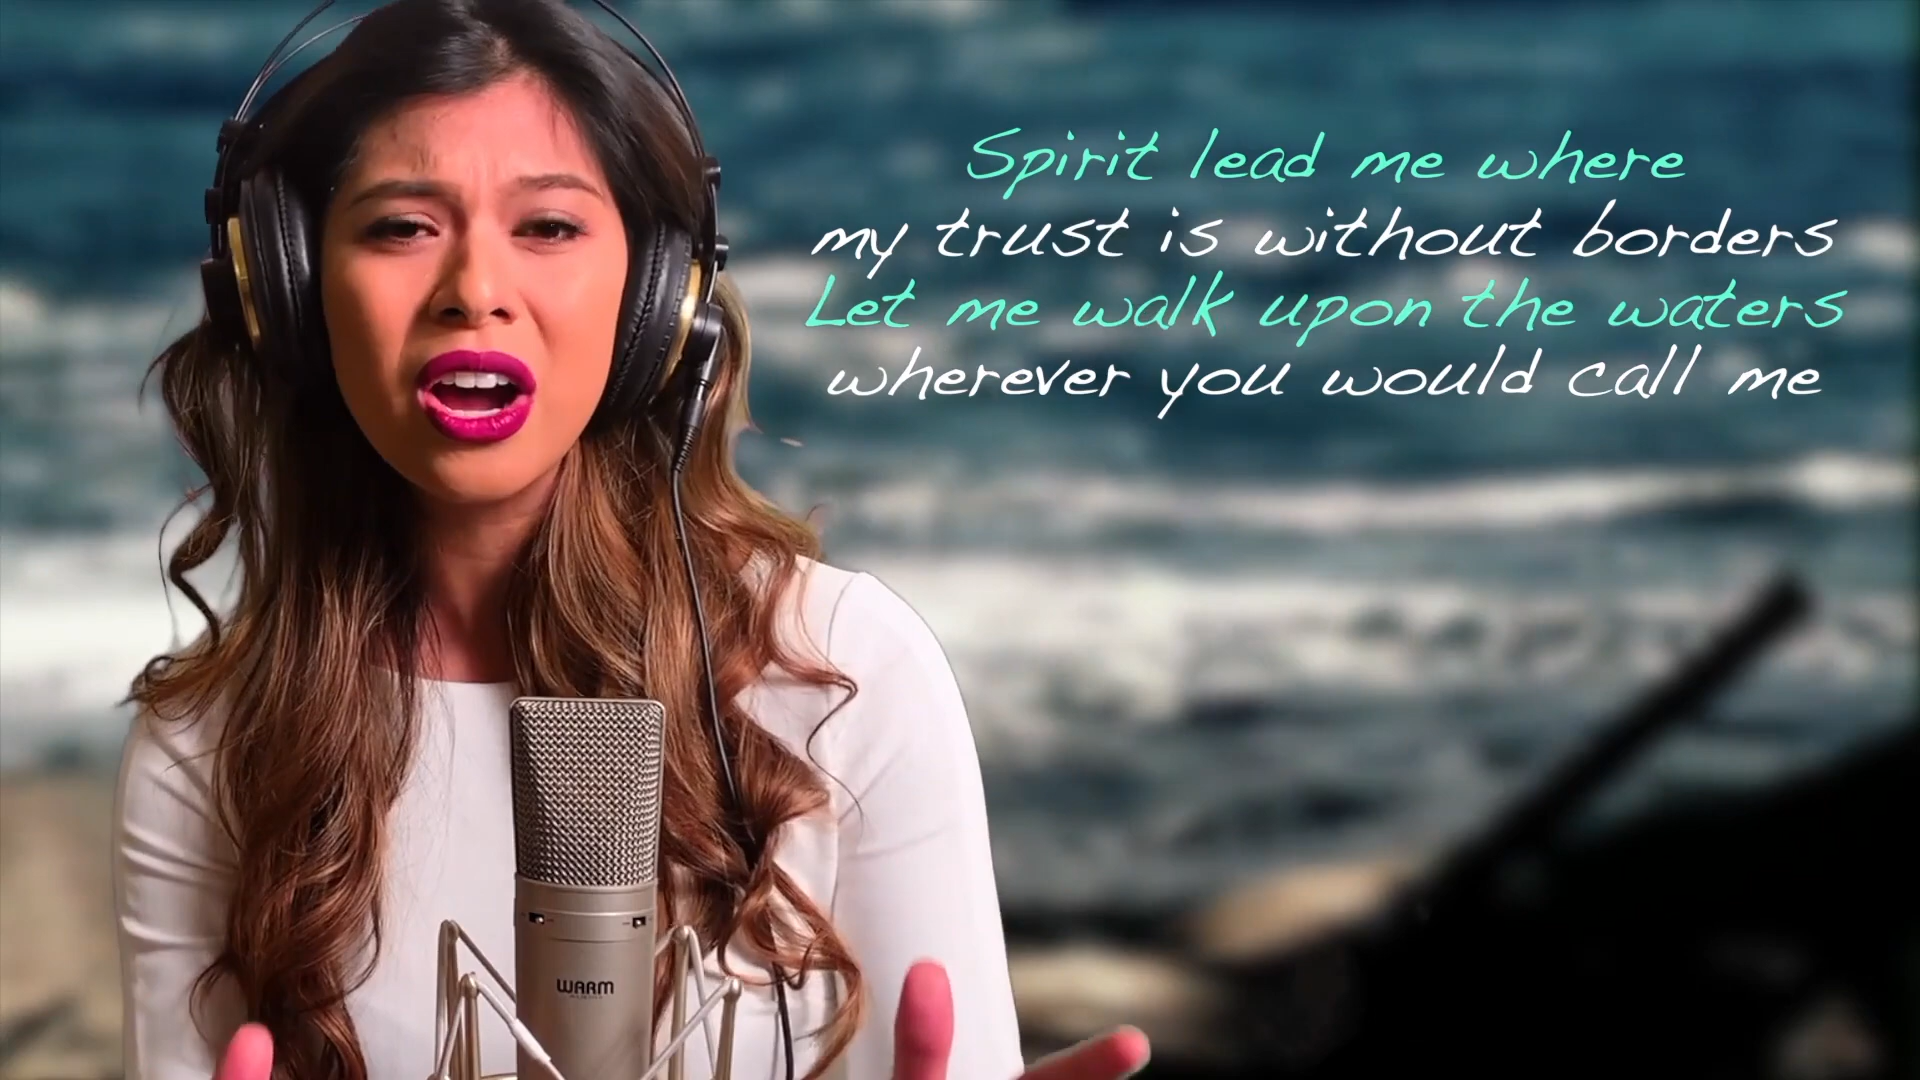 Spirit lead me where
my trust is without borders
Let me walk upon the waters
wherever you would call me
WARM